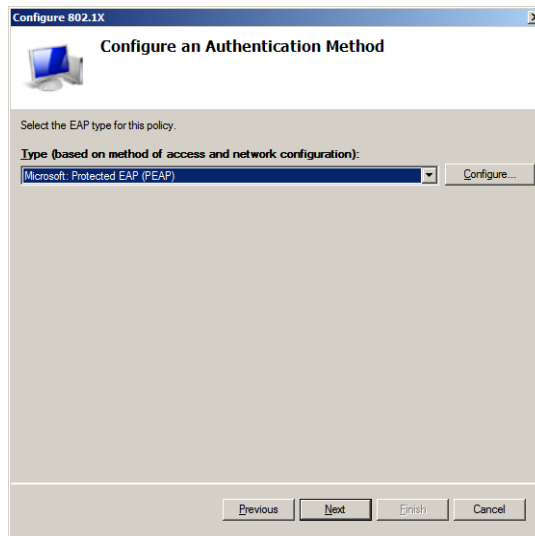 Configure 802.1X
Configure an Authentication Method
Select the EAP type for this policy.
Type (based on method of access and network configuration):
Microsoft: Protected EAP (PEAP)
Configure...
Previous
Next
Finish
Cancel